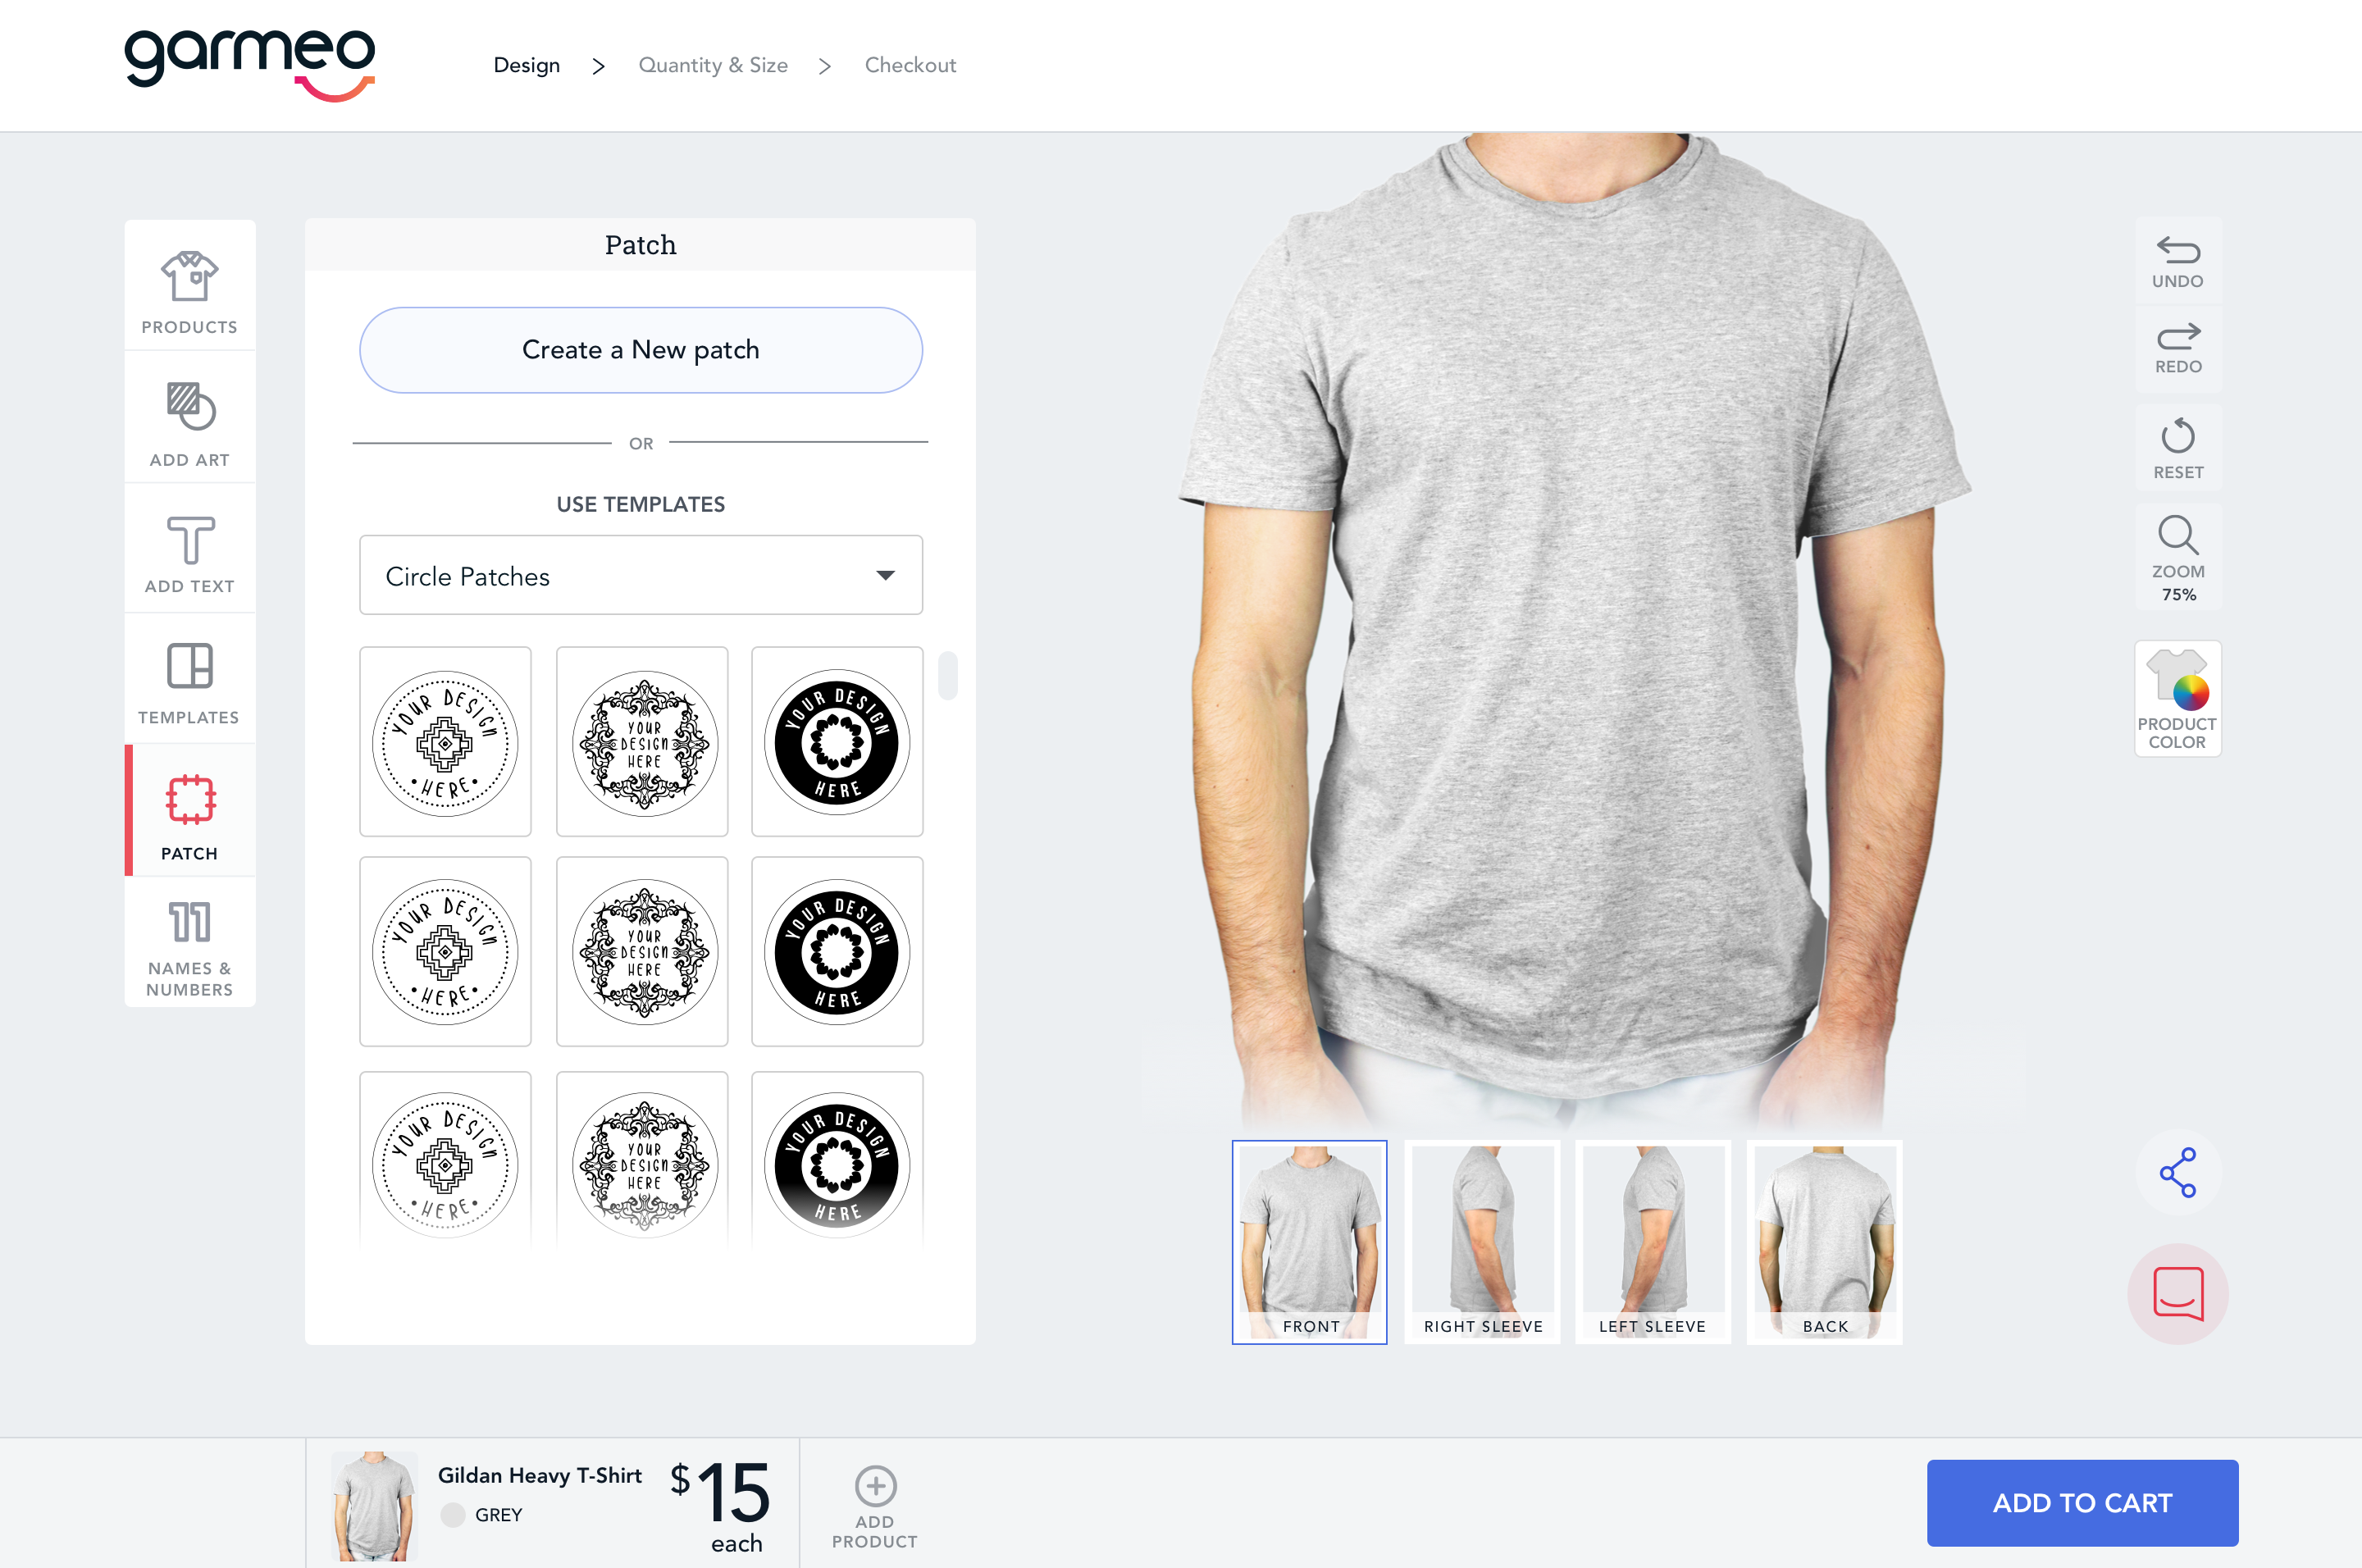 garmeo
Design > Quantity & Size > Checkout
PRODUCTS
ADD ART
ADD TEXT
TEMPLATES
PATCH
NAMES &
NUMBERS
Patch
Create a New patch
OR
USE TEMPLATES
Circle Patches
YOUR DESIGN
• HERE •
YOUR
DESIGN
HERE
YOUR DESIGN
HERE
YOUR DESIGN
• HERE •
YOUR
DESIGN
HERE
YOUR DESIGN
HERE
YOUR DESIGN
• HERE •
YOUR
DESIGN
HERE
YOUR DESIGN
HERE
UNDO
REDO
RESET
ZOOM
75%
PRODUCT
COLOR
FRONT
RIGHT SLEEVE
LEFT SLEEVE
BACK
Gildan Heavy T-Shirt
GREY
$15
each
ADD
PRODUCT
ADD TO CART